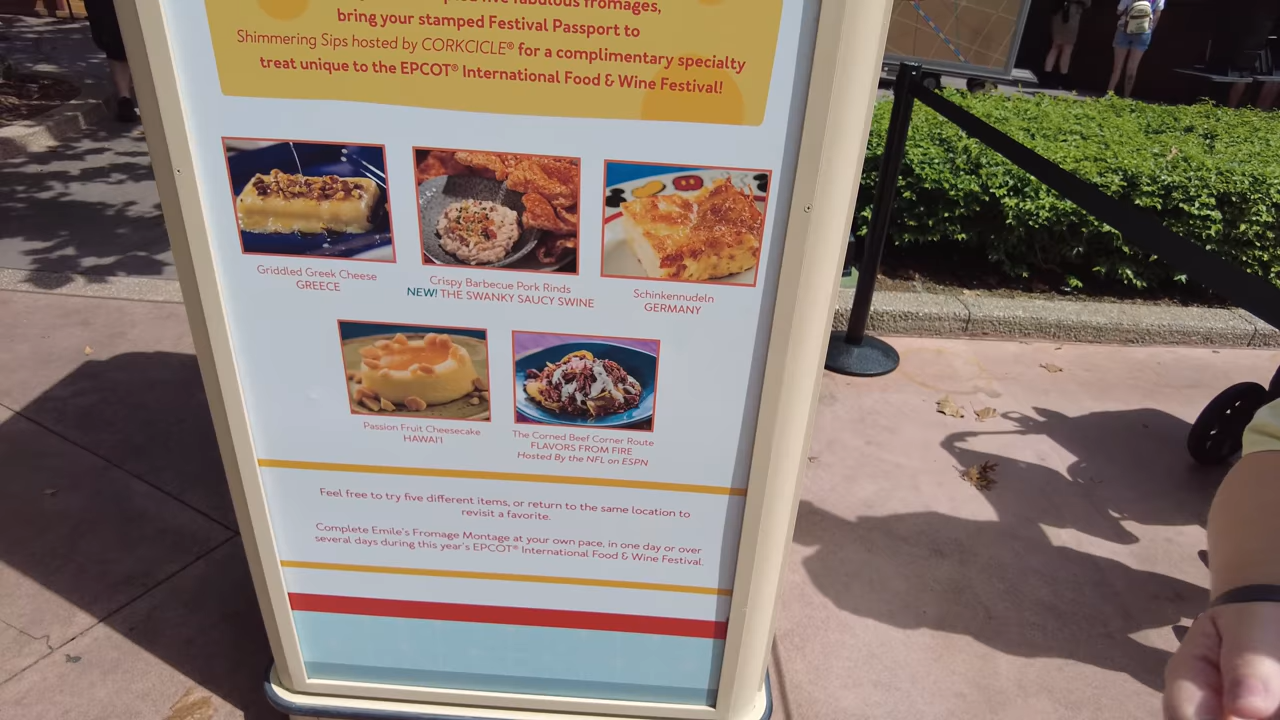 five fabulous fromages,
bring your stamped Festival Passport to
Shimmering Sips hosted by CORKCICLE® for a complimentary specialty
treat unique to the EPCOT® International Food & Wine Festival!
Griddled Greek Cheese
GREECE
Crispy Barbecue Pork Rinds
NEW! THE SWANKY SAUCY SWINE
Schinkennudeln
GERMANY
Passion Fruit Cheesecake
HAWAI'I
The Corned Beef Corner Route
FLAVORS FROM FIRE
Hosted By the NFL on ESPN
Feel free to try five different items, or return to the same location to
revisit a favorite.
Complete Emile's Fromage Montage at your own pace, in one day or over
several days during this year's EPCOT® International Food & Wine Festival.